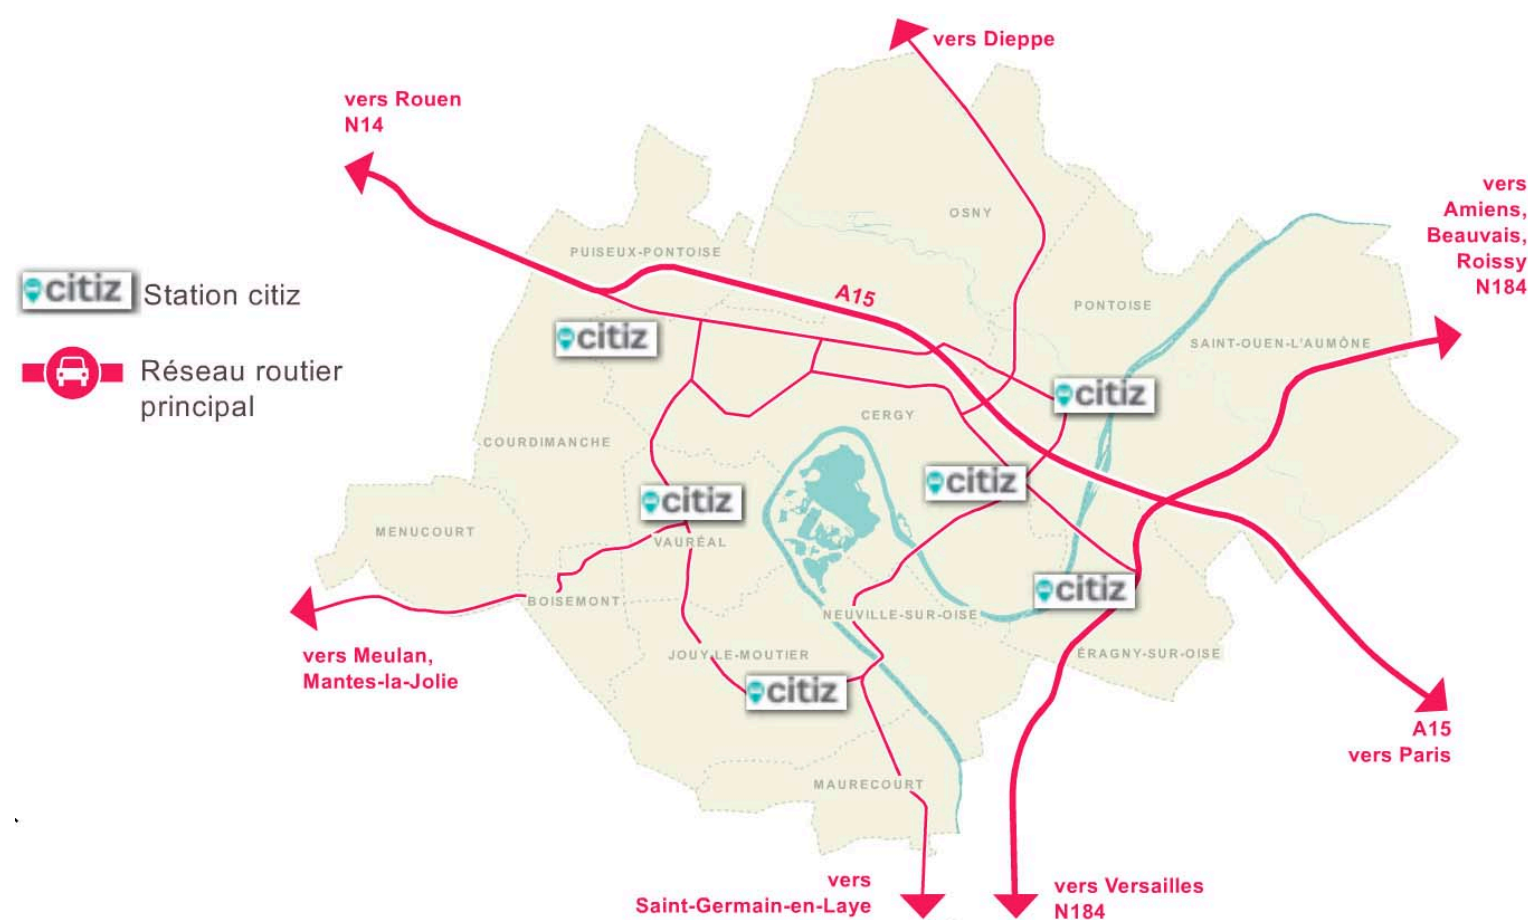 vers Dieppe
vers Rouen
N14
vers
Amiens,
Beauvais,
Roissy
N184
OSNY
PUISEUX-PONTOISE
A15
PONTOISE
citiz Station citiz
SAINT-OUEN-L'AUMÔNE
citiz
Réseau routier
principal
citiz
CERGY
COURDIMANCHE
citiz
citiz
MENUCOURT
VAURÉAL
citiz
BOISEMONT
NEUVILLE-SUR-OISE
vers Meulan,
Mantes-la-Jolie
JOUY-LE-MOUTIER
ÉRAGNY-SUR-OISE
citiz
A15
vers Paris
MAURECOURT
vers
Saint-Germain-en-Laye
vers Versailles
N184